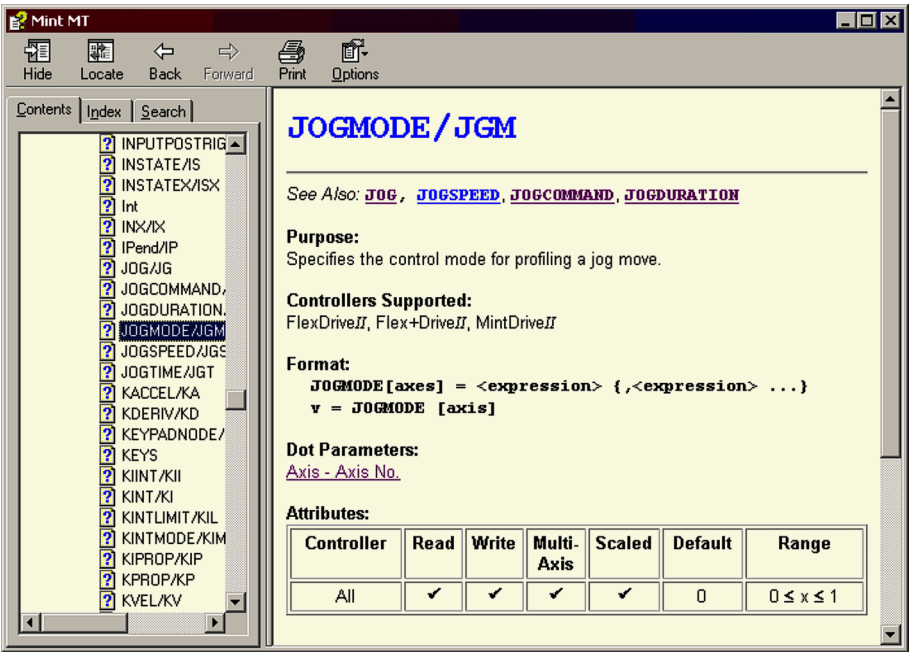 Mint MT
Hide Locate Back Forward Print Options
Contents Index Search
INPUTPOSTRIG
INSTATE/IS
INSTATEX/ISX
Int
INX/IX
IPend/IP
JOG/JG
JOGCOMMAND/
JOGDURATION.
JOGMODE/JGM
JOGSPEED/JGS
JOGTIME/JGT
KACCEL/KA
KDERIV/KD
KEYPADNODE/
KEYS
KIINT/KII
KINT/KI
KINTLIMIT/KIL
KINTMODE/KIM
KIPROP/KIP
KPROP/KP
KVEL/KV
JOGMODE/JGM
See Also: JOG, JOGSPEED, JOGCOMMAND, JOGDURATION
Purpose:
Specifies the control mode for profiling a jog move.
Controllers Supported:
FlexDriveII, Flex+DriveII, MintDriveII
Format:
JOGMODE[axes] = <expression> {,<expression> ...}
v = JOGMODE [axis]
Dot Parameters:
Axis - Axis No.
Attributes:
Controller Read Write Multi-Axis Scaled Default Range
All ✔ ✔ ✔ ✔ 0 0 ≤ x ≤ 1